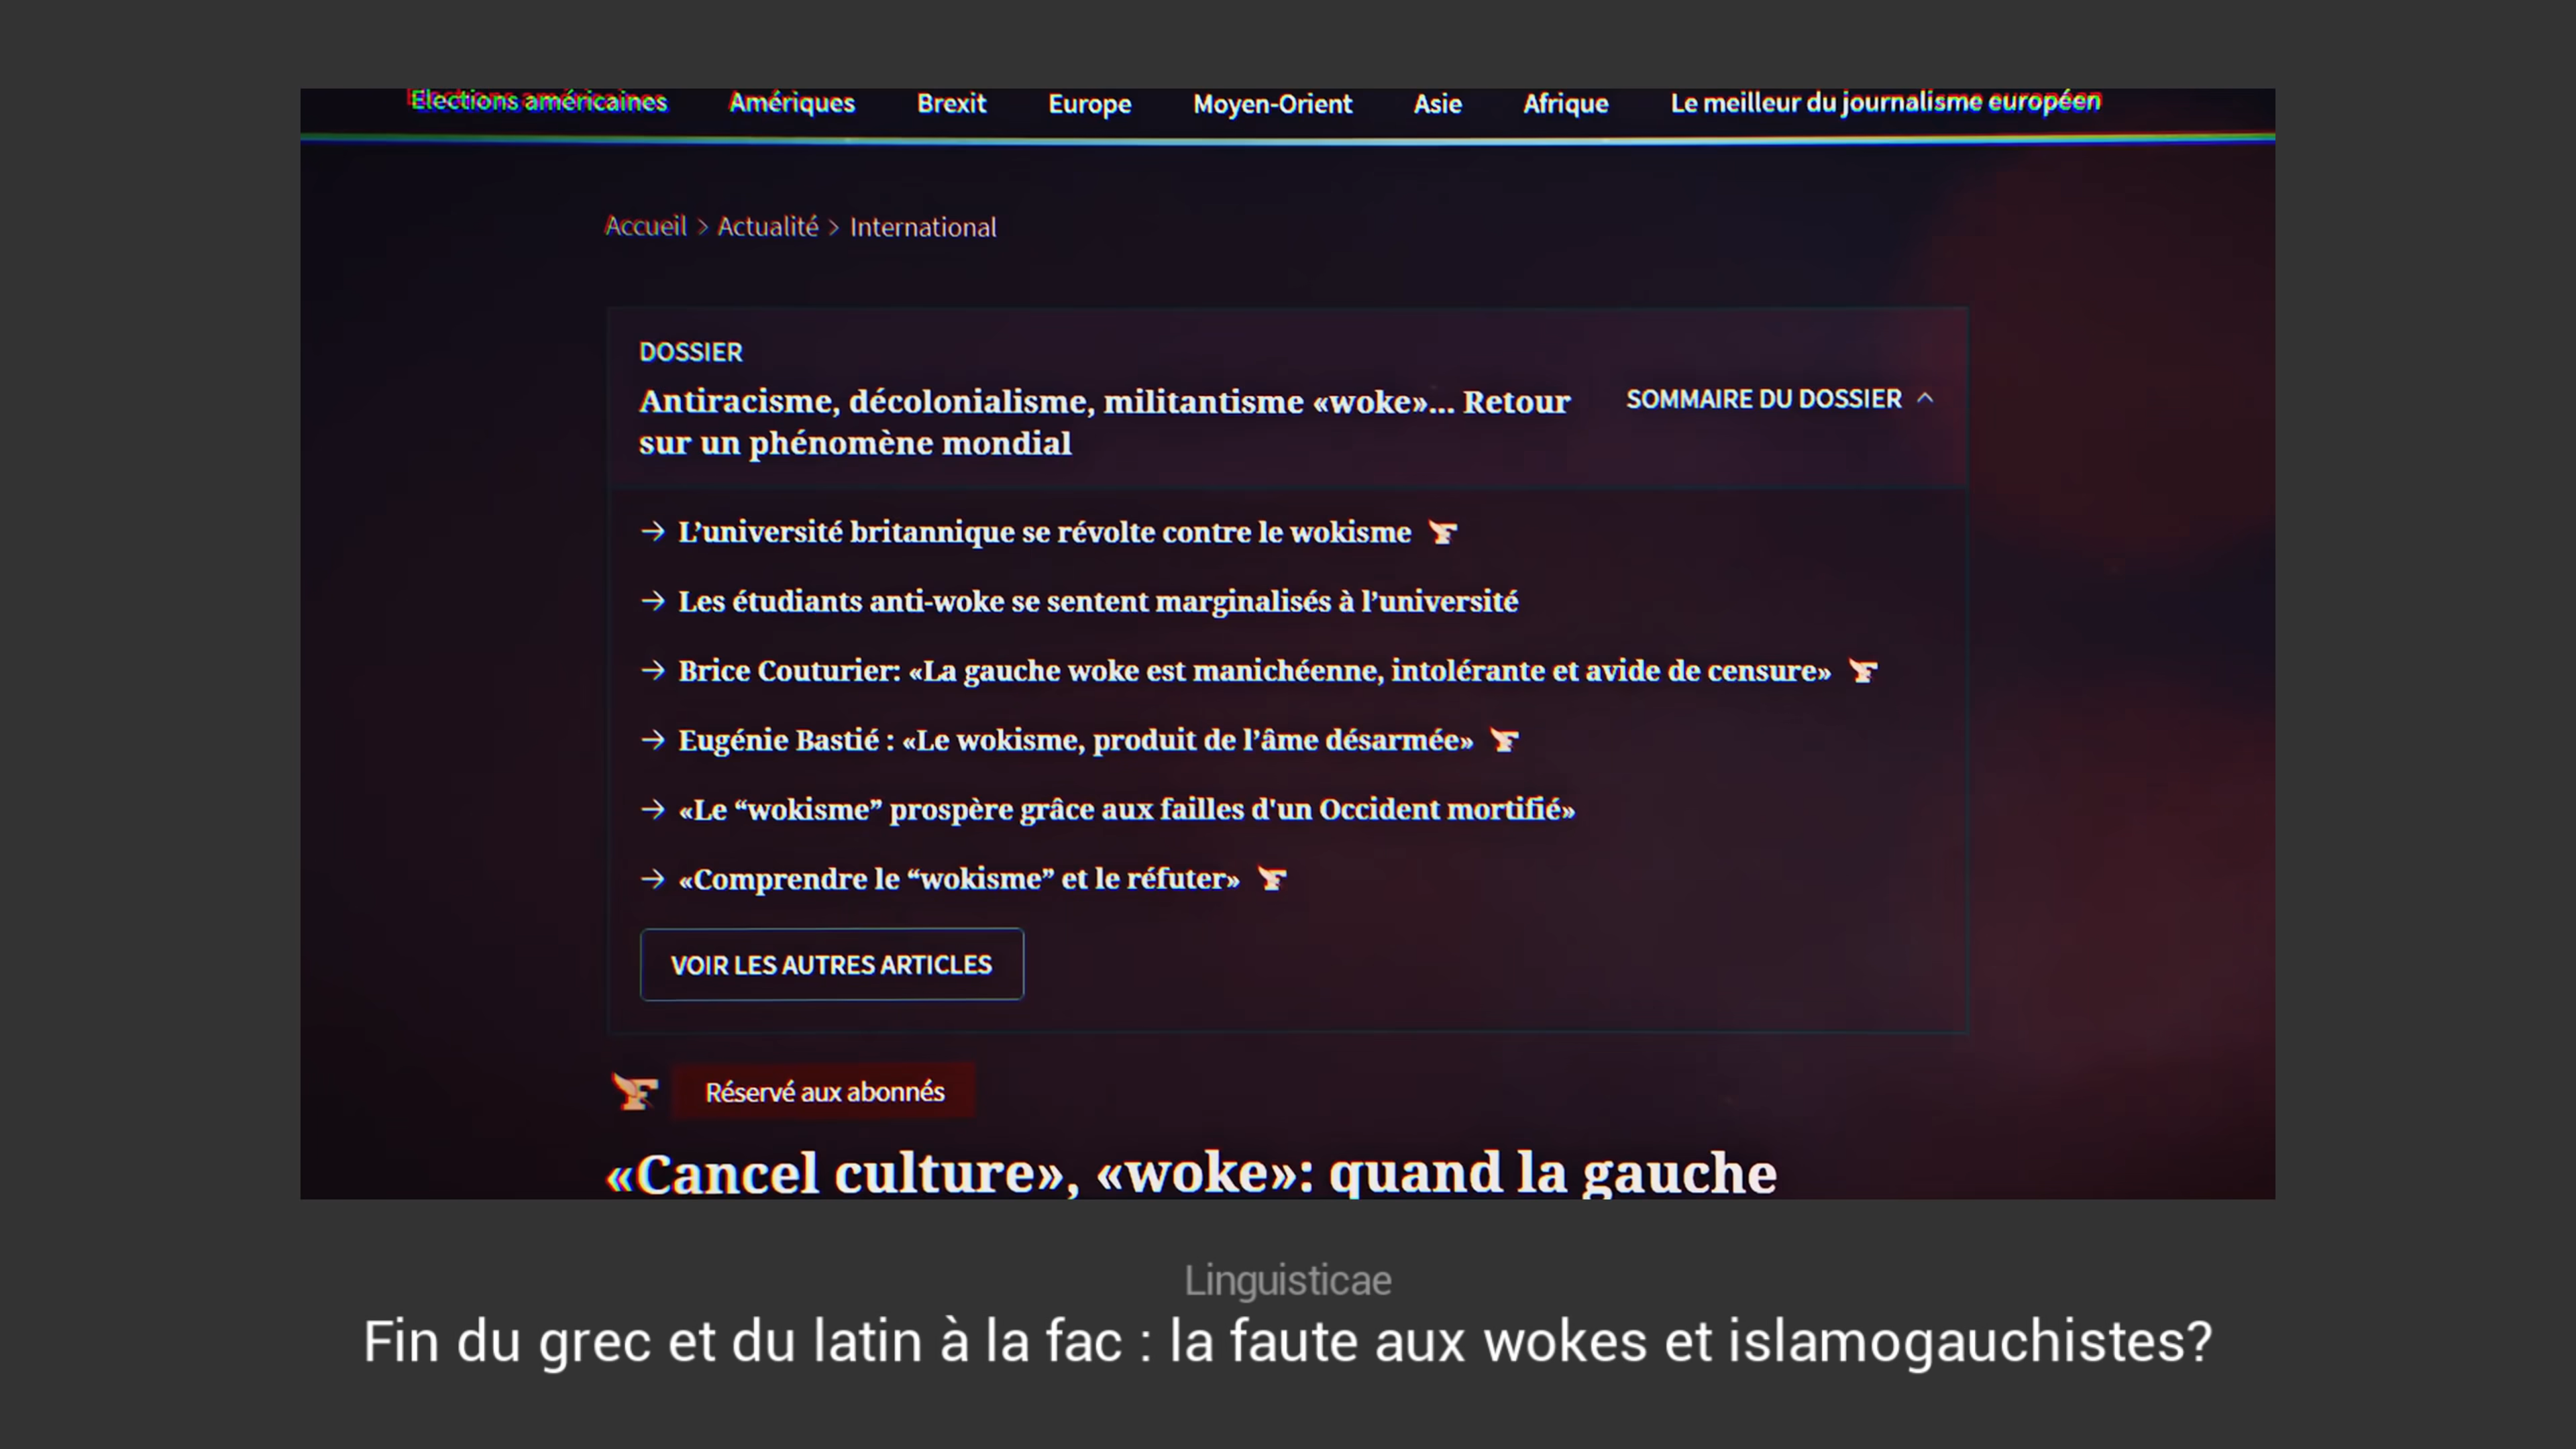 Elections américaines Amériques Brexit Europe Moyen-Orient Asie Afrique Le meilleur du journalisme européen
Accueil > Actualité > International
DOSSIER
Antiracisme, décolonialisme, militantisme «woke»... Retour
sur un phénomène mondial
SOMMAIRE DU DOSSIER
→ L’université britannique se révolte contre le wokisme
→ Les étudiants anti-woke se sentent marginalisés à l’université
→ Brice Couturier: «La gauche woke est manichéenne, intolérante et avide de censure»
→ Eugénie Bastié : «Le wokisme, produit de l’âme désarmée»
→ «Le “wokisme” prospère grâce aux failles d'un Occident mortifié»
→ «Comprendre le “wokisme” et le réfuter»
VOIR LES AUTRES ARTICLES
Réservé aux abonnés
«Cancel culture», «woke»: quand la gauche
Linguisticae
Fin du grec et du latin à la fac : la faute aux wokes et islamogauchistes?